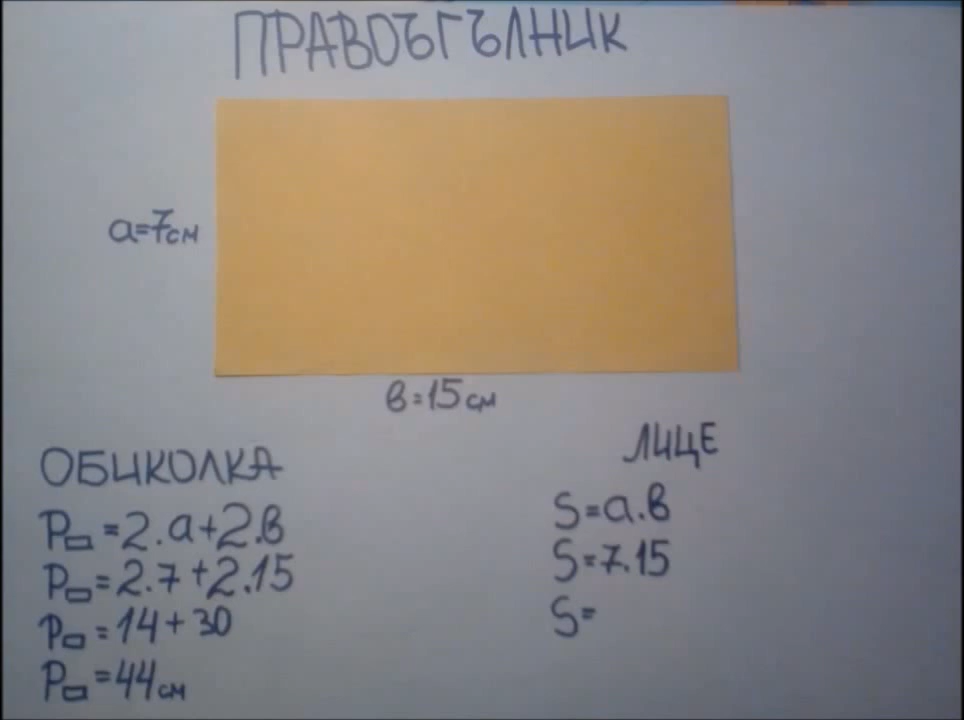 ПРАВОЪГЪЛНИК
a=7см
в=15см
ОБИКОЛКА
P▭=2.a+2.в
P▭=2.7+2.15
P▭=14+30
P▭=44см
ЛИЦЕ
S=a.в
S=7.15
S=